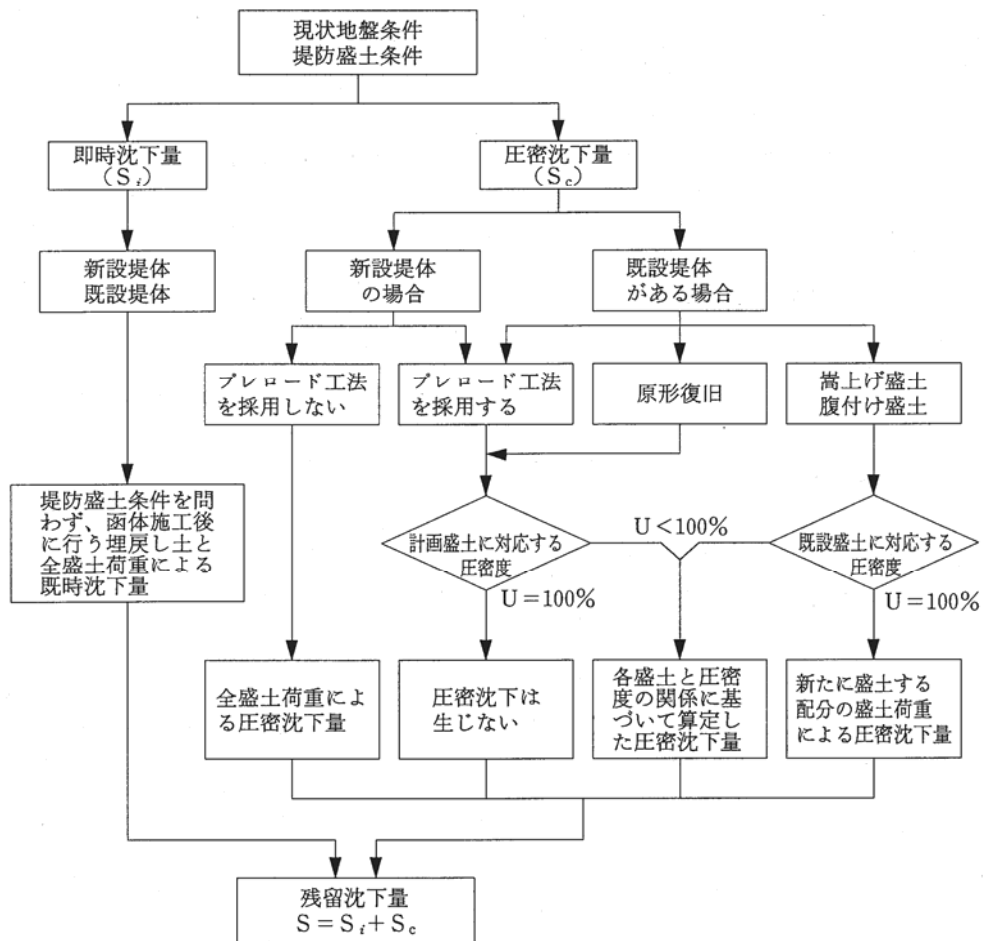 現状地盤条件
堤防盛土条件
即時沈下量
(Sᵢ)
圧密沈下量
(S꜀)
新設堤体
既設堤体
新設堤体
の場合
既設堤体
がある場合
プレロード工法
を採用しない
プレロード工法
を採用する
原形復旧
嵩上げ盛土
腹付け盛土
堤防盛土条件を問
わず、函体施工後
に行う埋戻し土と
全盛土荷重による
既時沈下量
計画盛土に対応する
圧密度
U<100%
既設盛土に対応する
圧密度
U=100%
U=100%
全盛土荷重によ
る圧密沈下量
圧密沈下は
生じない
各盛土と圧密
度の関係に基
づいて算定し
た圧密沈下量
新たに盛土する
配分の盛土荷重
による圧密沈下量
残留沈下量
S=Sᵢ+S꜀